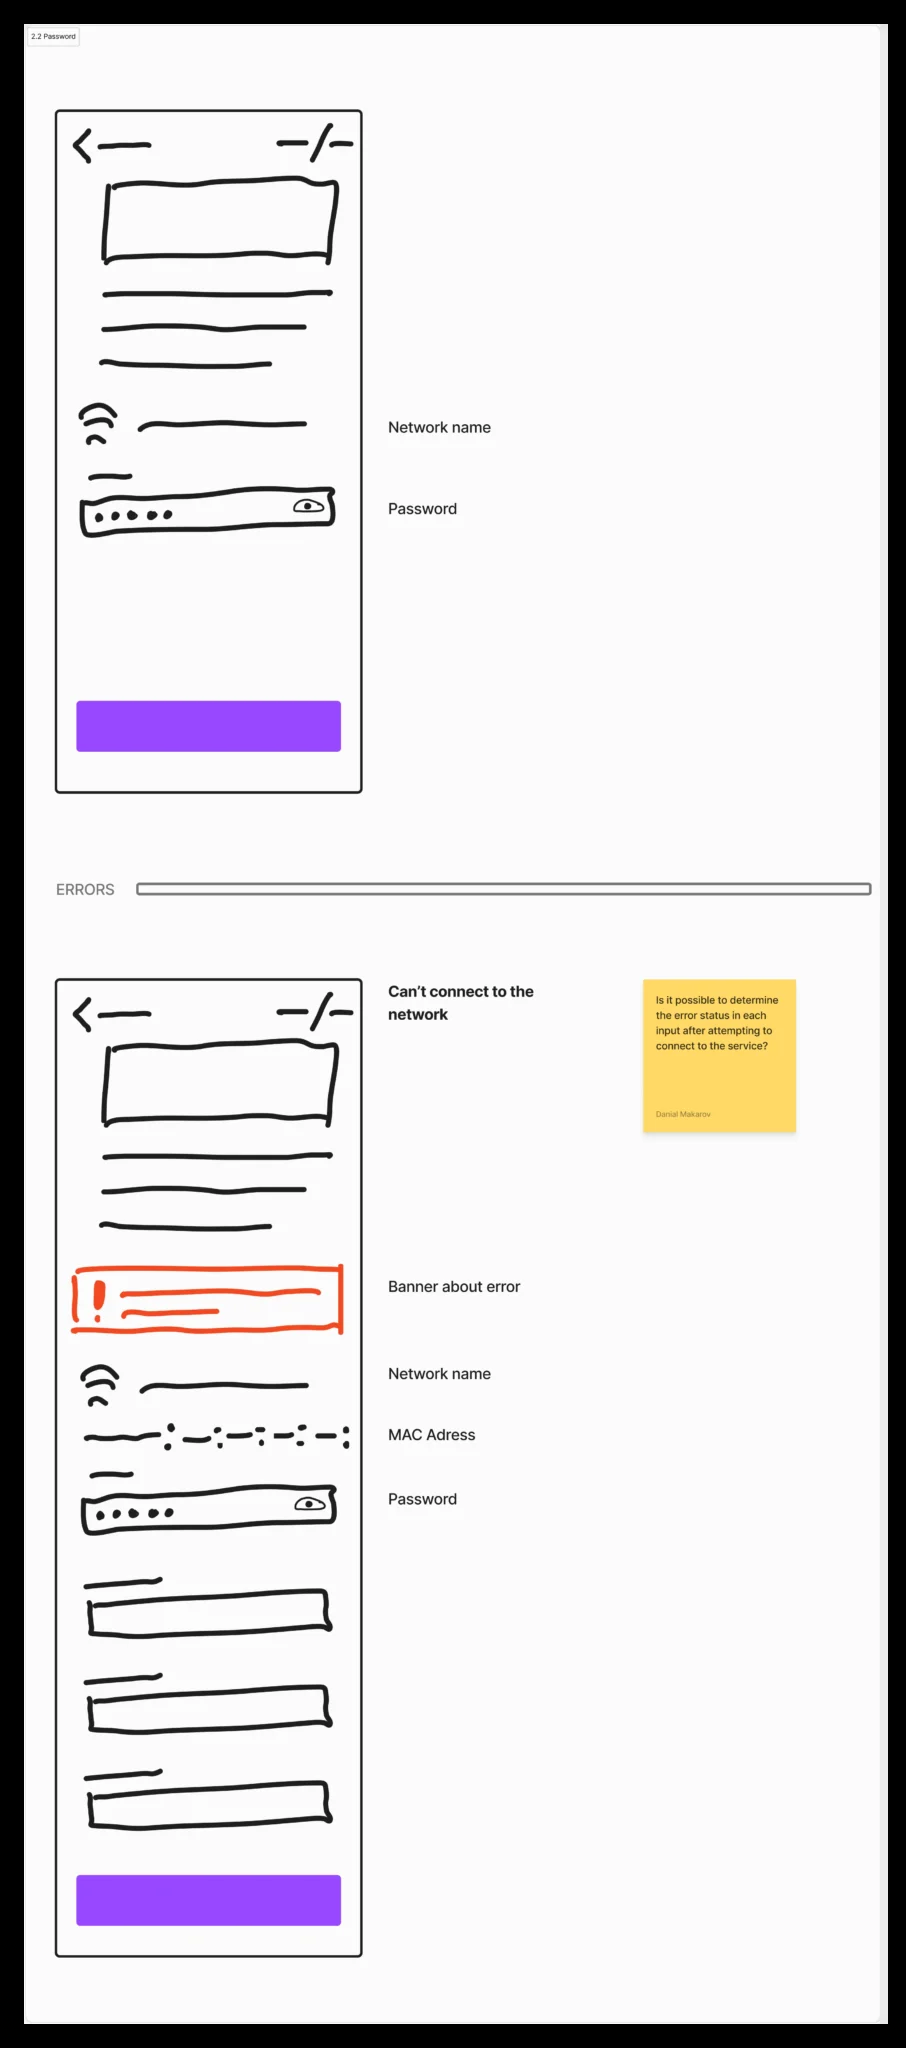 2.2 Password
Network name
Password
ERRORS
Can’t connect to the
network
Is it possible to determine
the error status in each
input after attempting to
connect to the service?
Danial Makarov
Banner about error
Network name
MAC Adress
Password